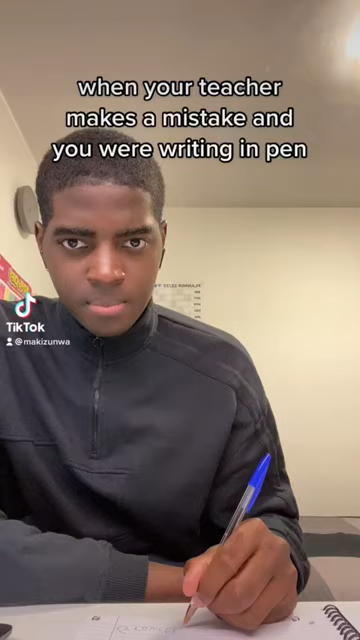 when your teacher
makes a mistake and
you were writing in pen
TikTok
@makizunwa